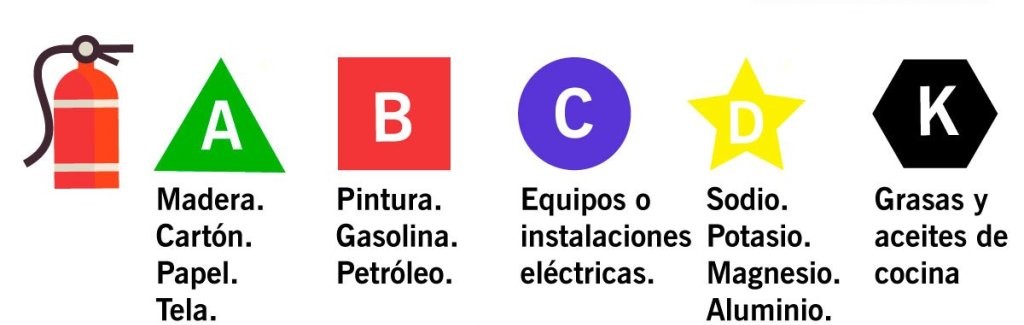 A
Madera.
Cartón.
Papel.
Tela.
B
Pintura.
Gasolina.
Petróleo.
C
Equipos o
instalaciones
eléctricas.
D
Sodio.
Potasio.
Magnesio.
Aluminio.
K
Grasas y
aceites de
cocina